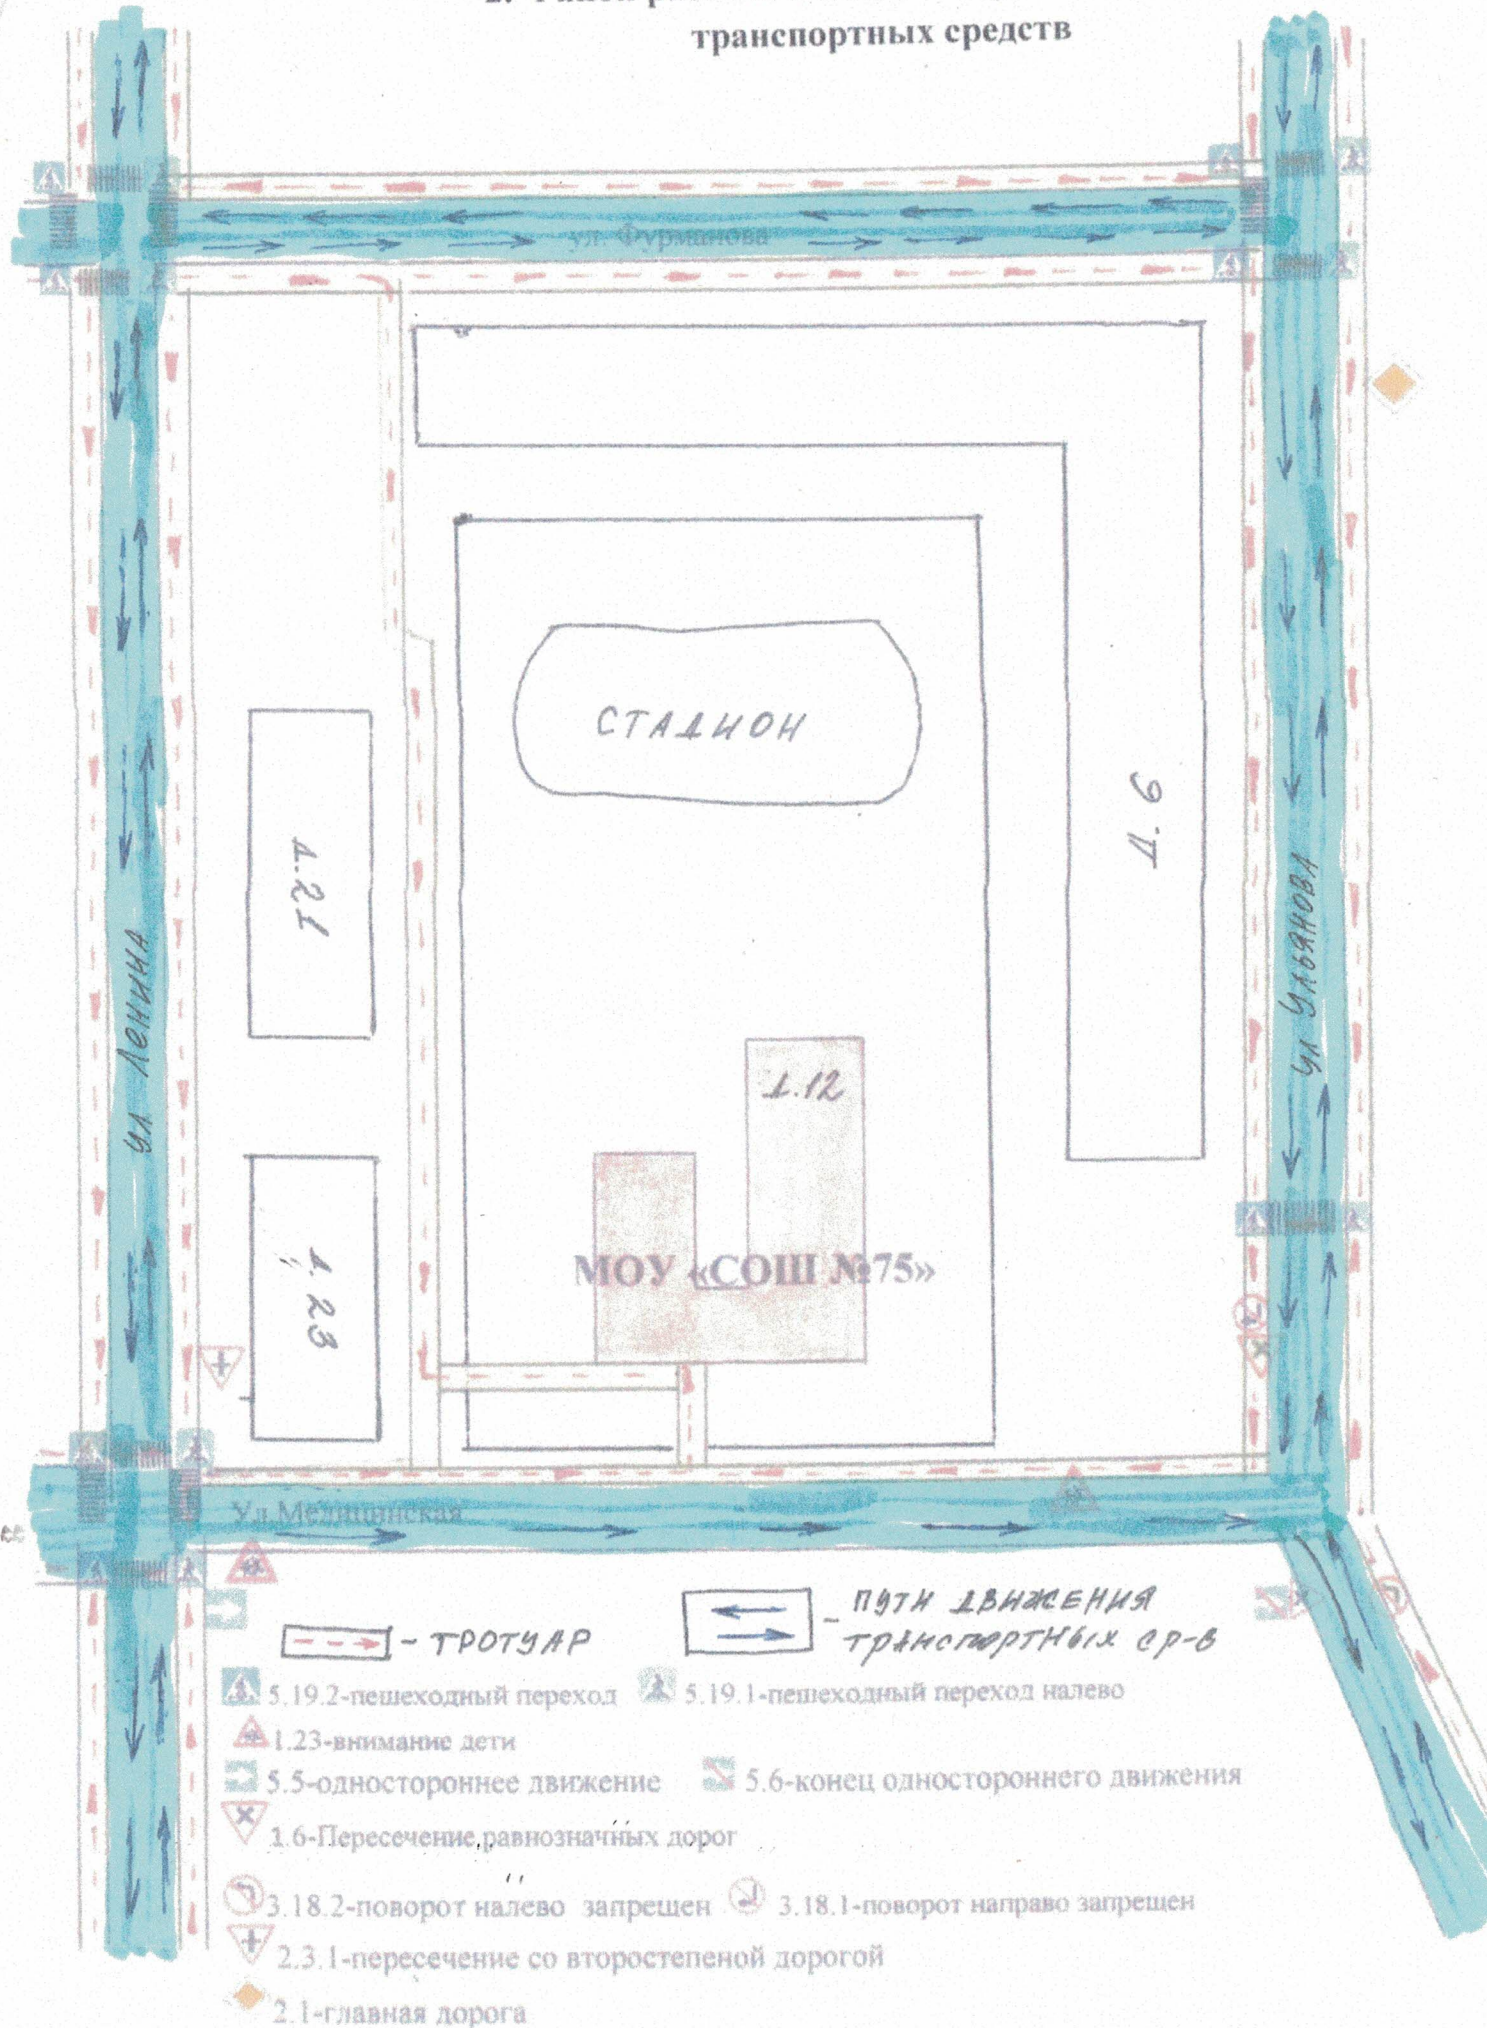 транспортных средств
ул. Фурманова
СТАДИОН
д.21
д.6
ул Ленина
ул Ульянова
д.12
д.23
МОУ «СОШ №75»
Ул.Медицинская
- ТРОТУАР
- ПУТИ ДВИЖЕНИЯ
ТРАНСПОРТНЫХ СР-В
5.19.2-пешеходный переход 5.19.1-пешеходный переход налево
1.23-внимание дети
5.5-одностороннее движение 5.6-конец одностороннего движения
1.6-Пересечение равнозначных дорог
3.18.2-поворот налево запрещен 3.18.1-поворот направо запрещен
2.3.1-пересечение со второстепеной дорогой
2.1-главная дорога